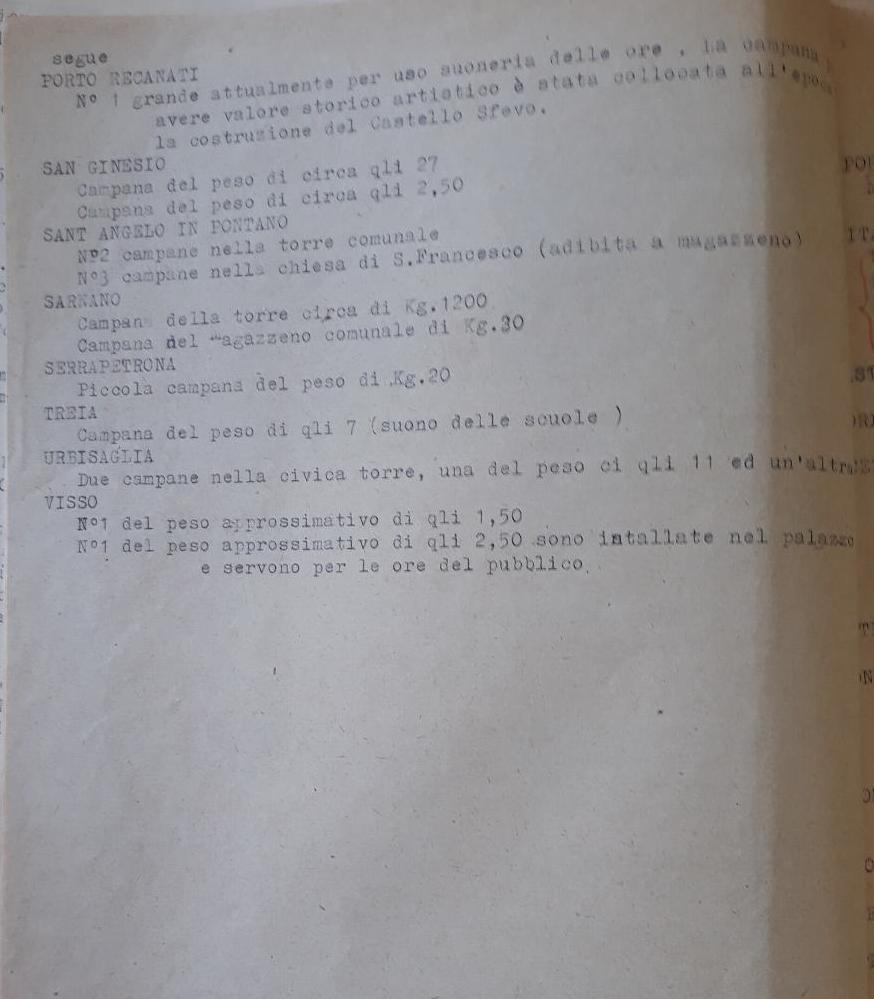 segue
PORTO RECANATI
N° 1 grande attualmente per uso suoneria delle ore . La campana
avere valore storico artistico è stata collocata all'epoca
la costruzione del Castello Sfevo.
SAN GINESIO
Campana del peso di circa qli 27
Campana del peso di circa qli 2,50
SANT ANGELO IN PONTANO
N°2 campane nella torre comunale
N°3 campane nella chiesa di S.Francesco (adibita a magazzeno)
SARNANO
Campana della torre circa di Kg.1200
Campana del magazzeno comunale di Kg.30
SERRAPETRONA
Piccola campana del peso di Kg.20
TREIA
Campana del peso di qli 7 (suono delle scuole )
URBISAGLIA
Due campane nella civica torre, una del peso ci qli 11 ed un'altra
VISSO
N°1 del peso approssimativo di qli 1,50
N°1 del peso approssimativo di qli 2,50 sono intallate nel palazzo
e servono per le ore del pubblico.